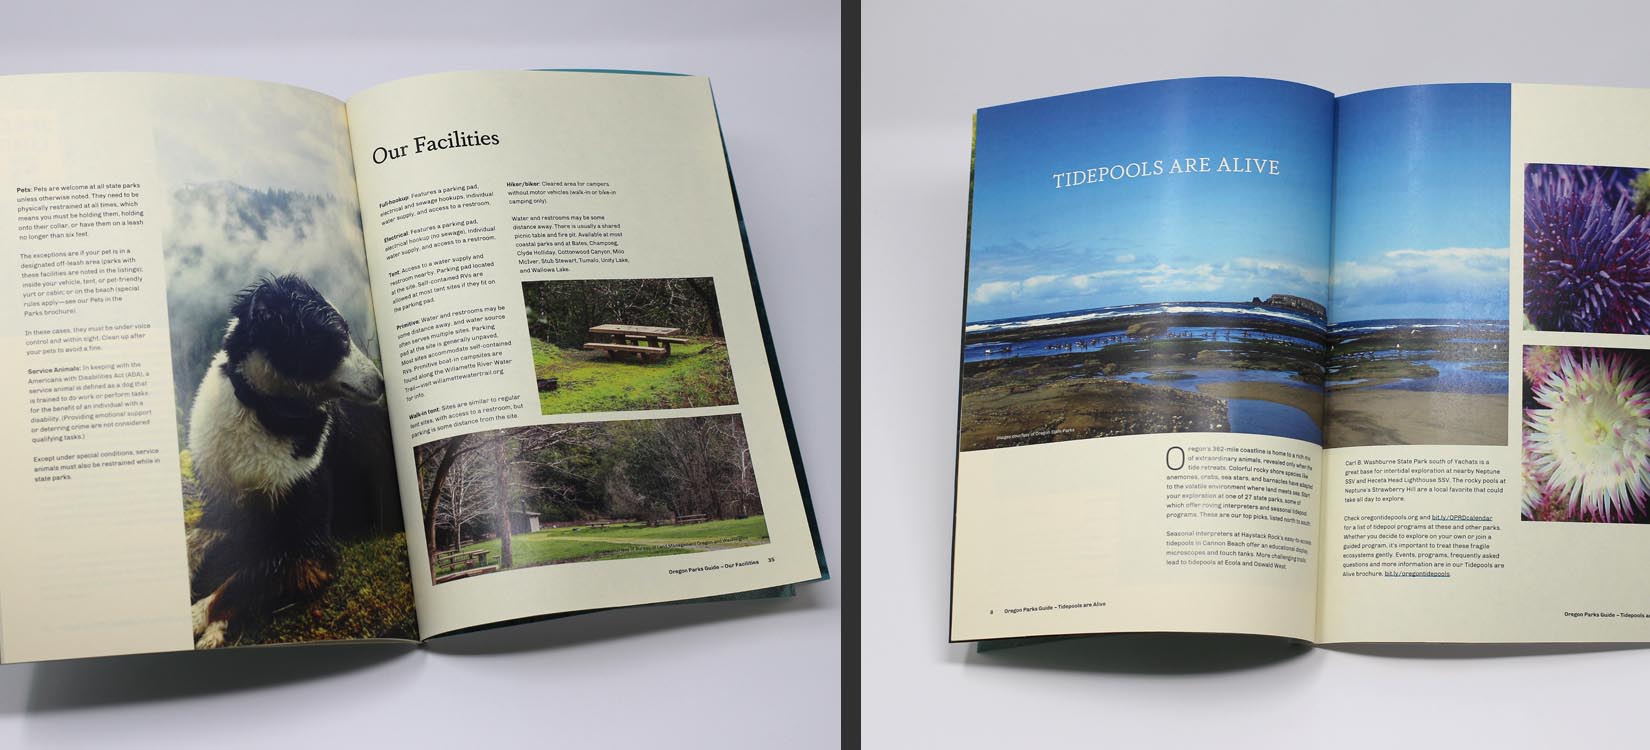 Pets: Pets are welcome at all state parks
unless otherwise noted. They need to be
physically restrained at all times, which
means you must be holding them, holding
onto their collar, or have them on a leash
no longer than six feet.
The exceptions are if your pet is in a
designated off-leash area (parks with
these facilities are noted in the listings);
inside your vehicle, tent, or pet-friendly
yurt or cabin; or on the beach (special
rules apply—see our Pets in the
Parks brochure).
In these cases, they must be under voice
control and within sight. Clean up after
your pets to avoid a fine.
Service Animals: In keeping with the
Americans with Disabilities Act (ADA), a
service animal is defined as a dog that
is trained to do work or perform tasks
for the benefit of an individual with a
disability. (Providing emotional support
or deterring crime are not considered
qualifying tasks.)
Except under special conditions, service
animals must also be restrained while in
state parks.
Our Facilities
Full-hookup: Features a parking pad,
electrical and sewage hookups, individual
water supply, and access to a restroom.
Electrical: Features a parking pad,
electrical hookup (no sewage), individual
water supply, and access to a restroom.
Tent: Access to a water supply and
restroom nearby. Parking pad located
at the site. Self-contained RVs are
allowed at most tent sites if they fit on
the parking pad.
Primitive: Water and restrooms may be
some distance away, and water source
often serves multiple sites. Parking
pad at the site is generally unpaved.
Most sites accommodate self-contained
RVs. Primitive boat-in campsites are
found along the Willamette River Water
Trail—visit willamettewatertrail.org
for info.
Walk-in tent: Sites are similar to regular
tent sites, with access to a restroom, but
parking is some distance from the site.
Hiker/biker: Cleared area for campers
without motor vehicles (walk-in or bike-in
camping only).
Water and restrooms may be some
distance away. There is usually a shared
picnic table and fire pit. Available at most
coastal parks and at Bates, Champoeg,
Clyde Holliday, Cottonwood Canyon, Milo
McIver, Stub Stewart, Tumalo, Unity Lake,
and Wallowa Lake.
courtesy of Bureau of Land Management Oregon and Washington
Oregon Parks Guide – Our Facilities 35
TIDEPOOLS ARE ALIVE
Images courtesy of Oregon State Parks
Oregon's 362-mile coastline is home to a rich mix
of extraordinary animals, revealed only when the
tide retreats. Colorful rocky shore species like
anemones, crabs, sea stars, and barnacles have adapted
to the volatile environment where land meets sea. Start
your exploration at one of 27 state parks, some of
which offer roving interpreters and seasonal tidepool
programs. These are our top picks, listed north to south.
Seasonal interpreters at Haystack Rock's easy-to-access
tidepools in Cannon Beach offer an educational display,
microscopes and touch tanks. More challenging trails
lead to tidepools at Ecola and Oswald West.
8 Oregon Parks Guide – Tidepools are Alive
Carl B. Washburne State Park south of Yachats is a
great base for intertidal exploration at nearby Neptune
SSV and Heceta Head Lighthouse SSV. The rocky pools at
Neptune's Strawberry Hill are a local favorite that could
take all day to explore.
Check oregontidepools.org and bit.ly/OPRDcalendar
for a list of tidepool programs at these and other parks.
Whether you decide to explore on your own or join a
guided program, it's important to treat these fragile
ecosystems gently. Events, programs, frequently asked
questions and more information are in our Tidepools are
Alive brochure, bit.ly/oregontidepools.
Oregon Parks Guide – Tidepools ar